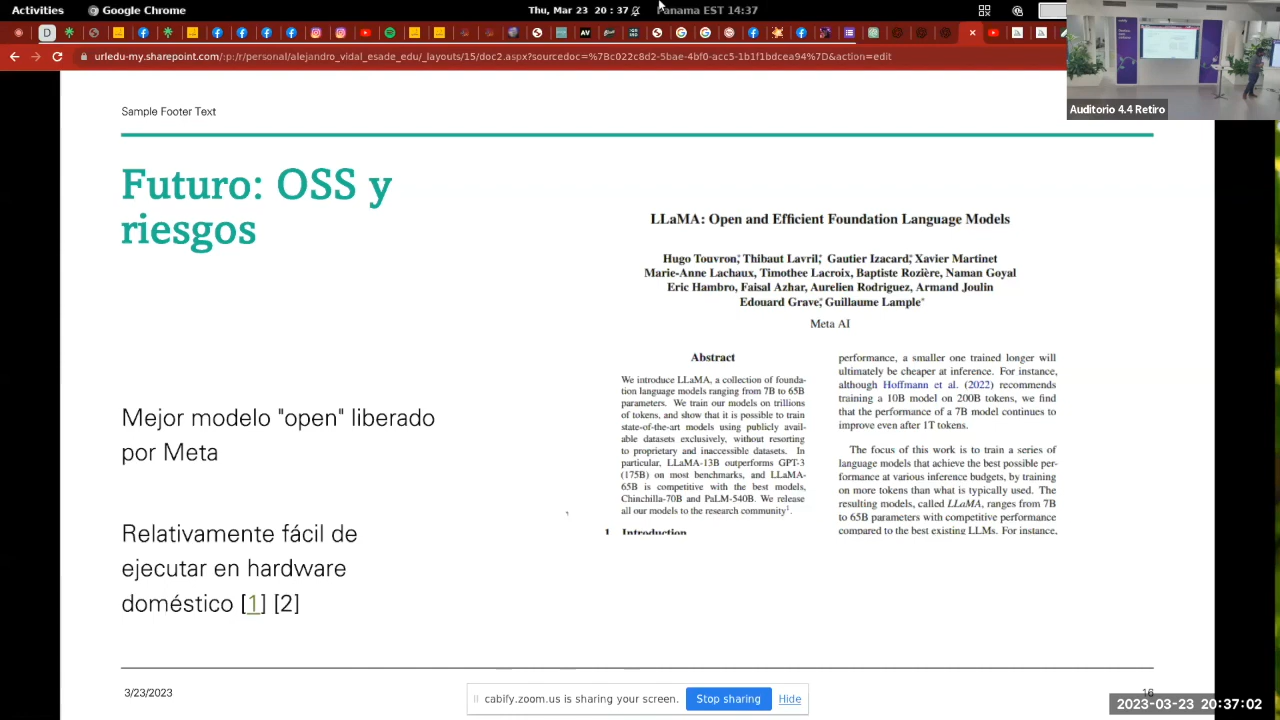 Activities
Google Chrome
Thu, Mar 23 20:37
Panama EST 14:37
urledu-my.sharepoint.com/:p:/r/personal/alejandro_vidal_esade_edu/_layouts/15/doc2.aspx?sourcedoc=%7Bc022c8d2-5bae-4bf0-acc5-1b1f1bdcea94%7D&action=edit
Auditorio 4.4 Retiro
Sample Footer Text
Futuro: OSS y
riesgos
Mejor modelo "open" liberado
por Meta
Relativamente fácil de
ejecutar en hardware
doméstico [1] [2]
LLaMA: Open and Efficient Foundation Language Models
Hugo Touvron*, Thibaut Lavril*, Gautier Izacard*, Xavier Martinet
Marie-Anne Lachaux, Timothee Lacroix, Baptiste Rozière, Naman Goyal
Eric Hambro, Faisal Azhar, Aurelien Rodriguez, Armand Joulin
Edouard Grave*, Guillaume Lample*
Meta AI
Abstract
We introduce LLaMA, a collection of founda-
tion language models ranging from 7B to 65B
parameters. We train our models on trillions
of tokens, and show that it is possible to train
state-of-the-art models using publicly avail-
able datasets exclusively, without resorting
to proprietary and inaccessible datasets. In
particular, LLaMA-13B outperforms GPT-3
(175B) on most benchmarks, and LLaMA-
65B is competitive with the best models,
Chinchilla-70B and PaLM-540B. We release
all our models to the research community1.
1 Introduction
performance, a smaller one trained longer will
ultimately be cheaper at inference. For instance,
although Hoffmann et al. (2022) recommends
training a 10B model on 200B tokens, we find
that the performance of a 7B model continues to
improve even after 1T tokens.
The focus of this work is to train a series of
language models that achieve the best possible per-
formance at various inference budgets, by training
on more tokens than what is typically used. The
resulting models, called LLaMA, ranges from 7B
to 65B parameters with competitive performance
compared to the best existing LLMs. For instance,
3/23/2023
16
cabify.zoom.us is sharing your screen.
Stop sharing
Hide
2023-03-23 20:37:02